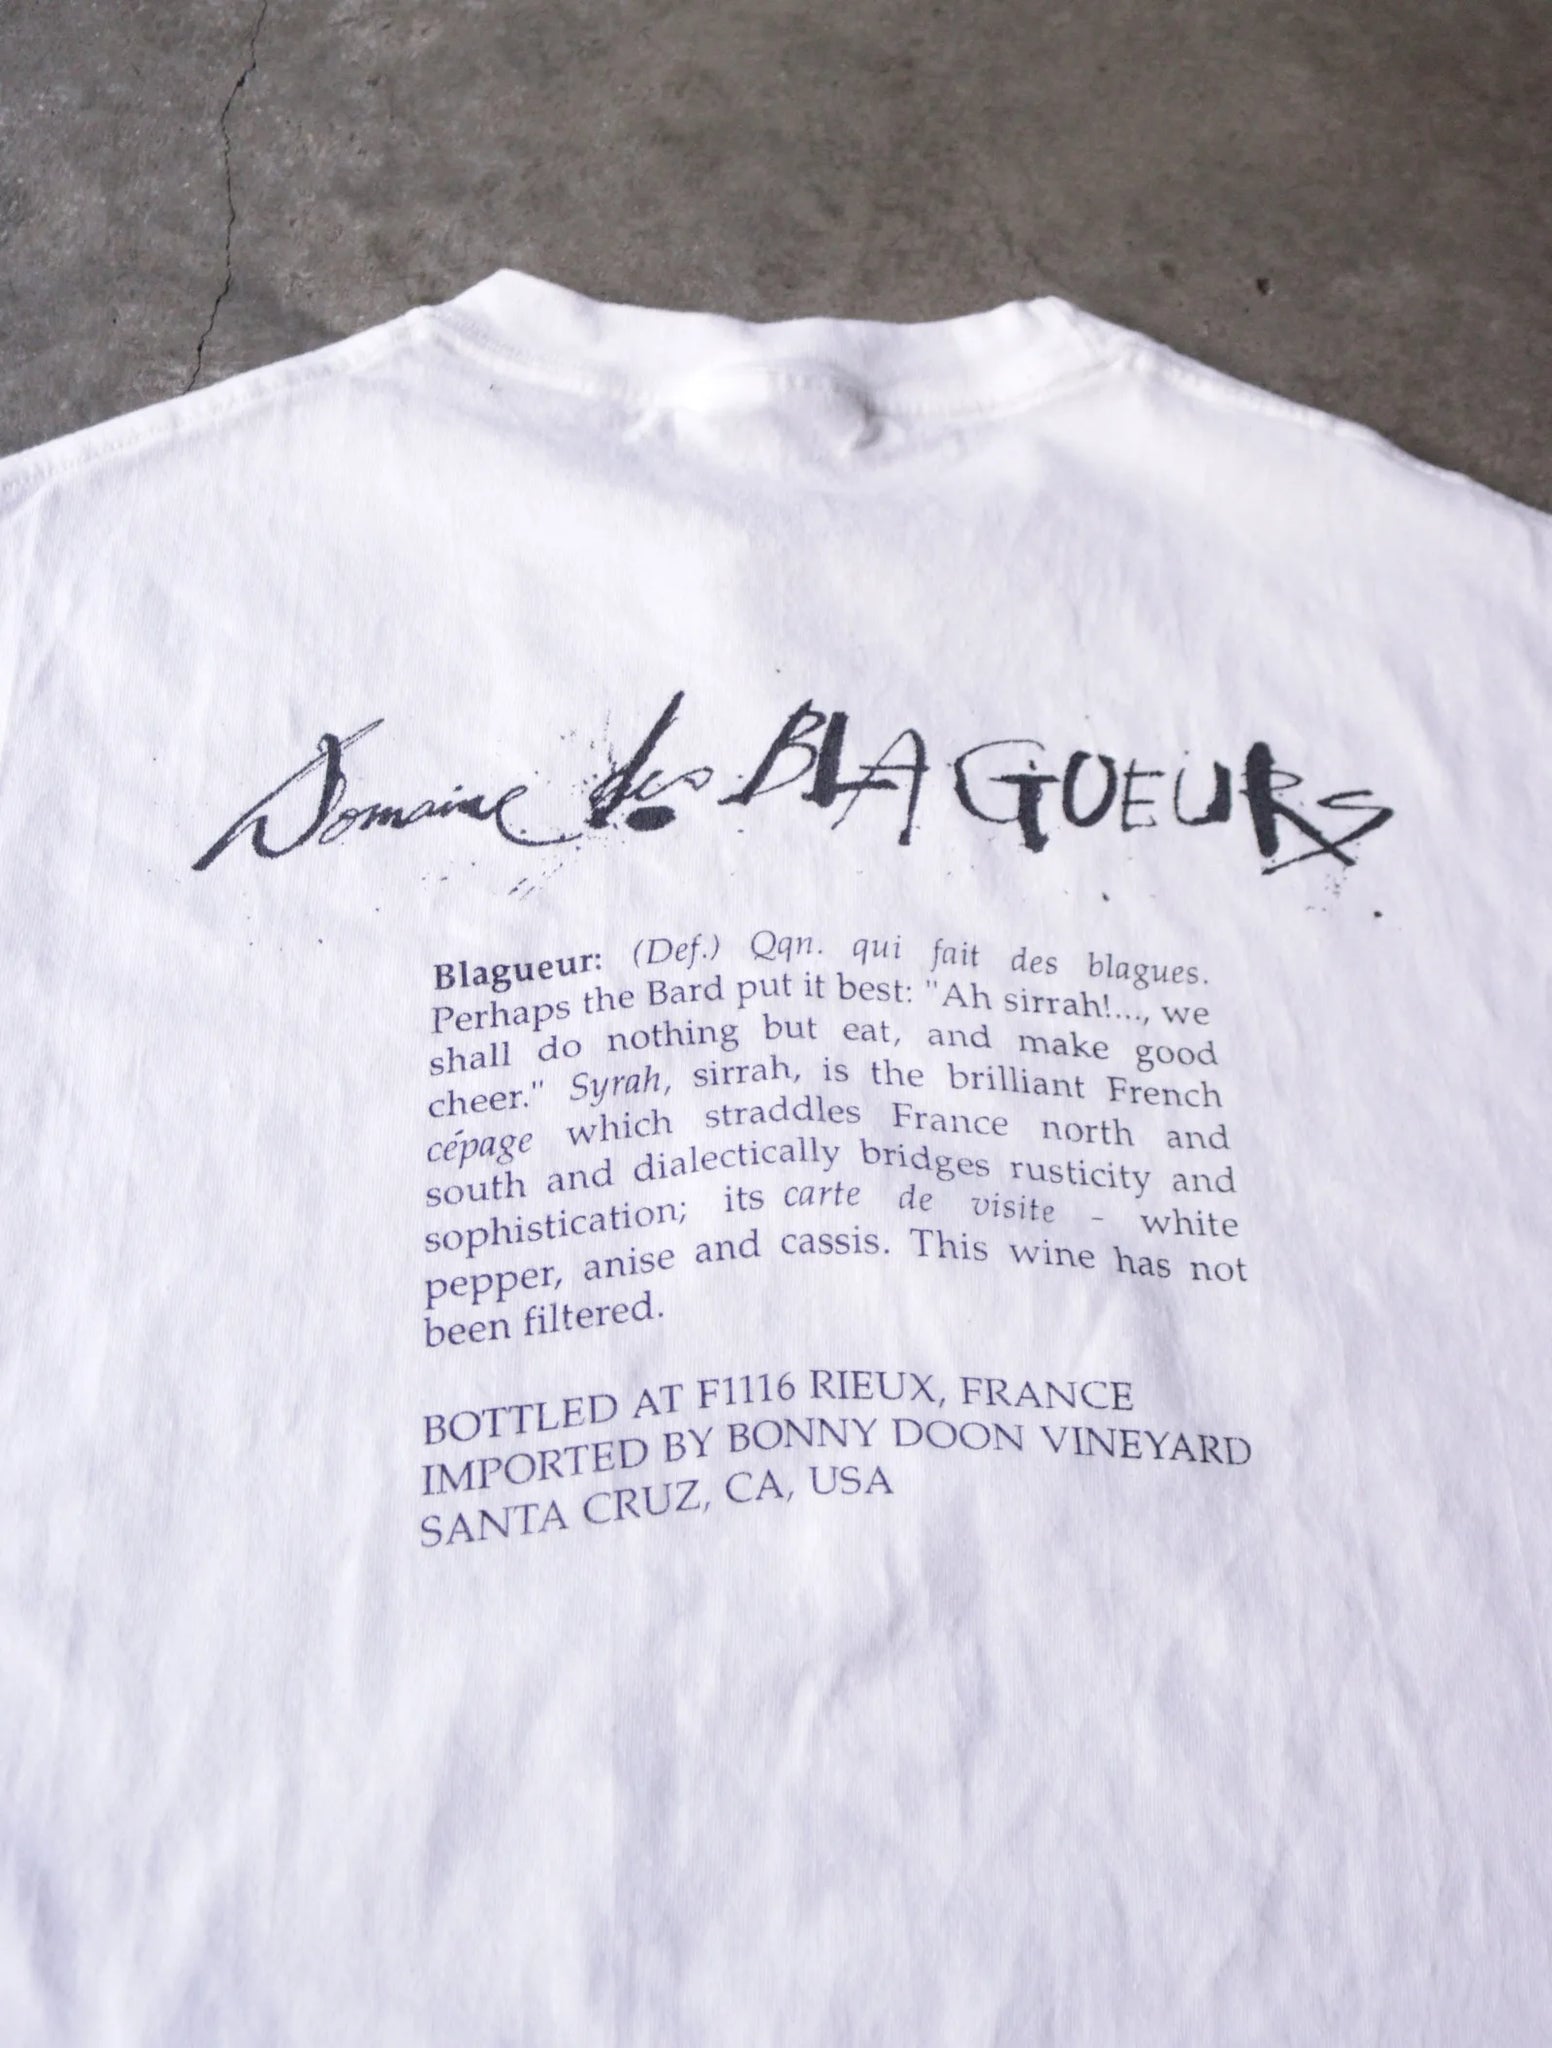 Domaine des BLAGUEURS
Blagueur: (Def.) Qqn. qui fait des blagues.
Perhaps the Bard put it best: "Ah sirrah!..., we
shall do nothing but eat, and make good
cheer." Syrah, sirrah, is the brilliant French
cépage which straddles France north and
south and dialectically bridges rusticity and
sophistication; its carte de visite - white
pepper, anise and cassis. This wine has not
been filtered.
BOTTLED AT F1116 RIEUX, FRANCE
IMPORTED BY BONNY DOON VINEYARD
SANTA CRUZ, CA, USA